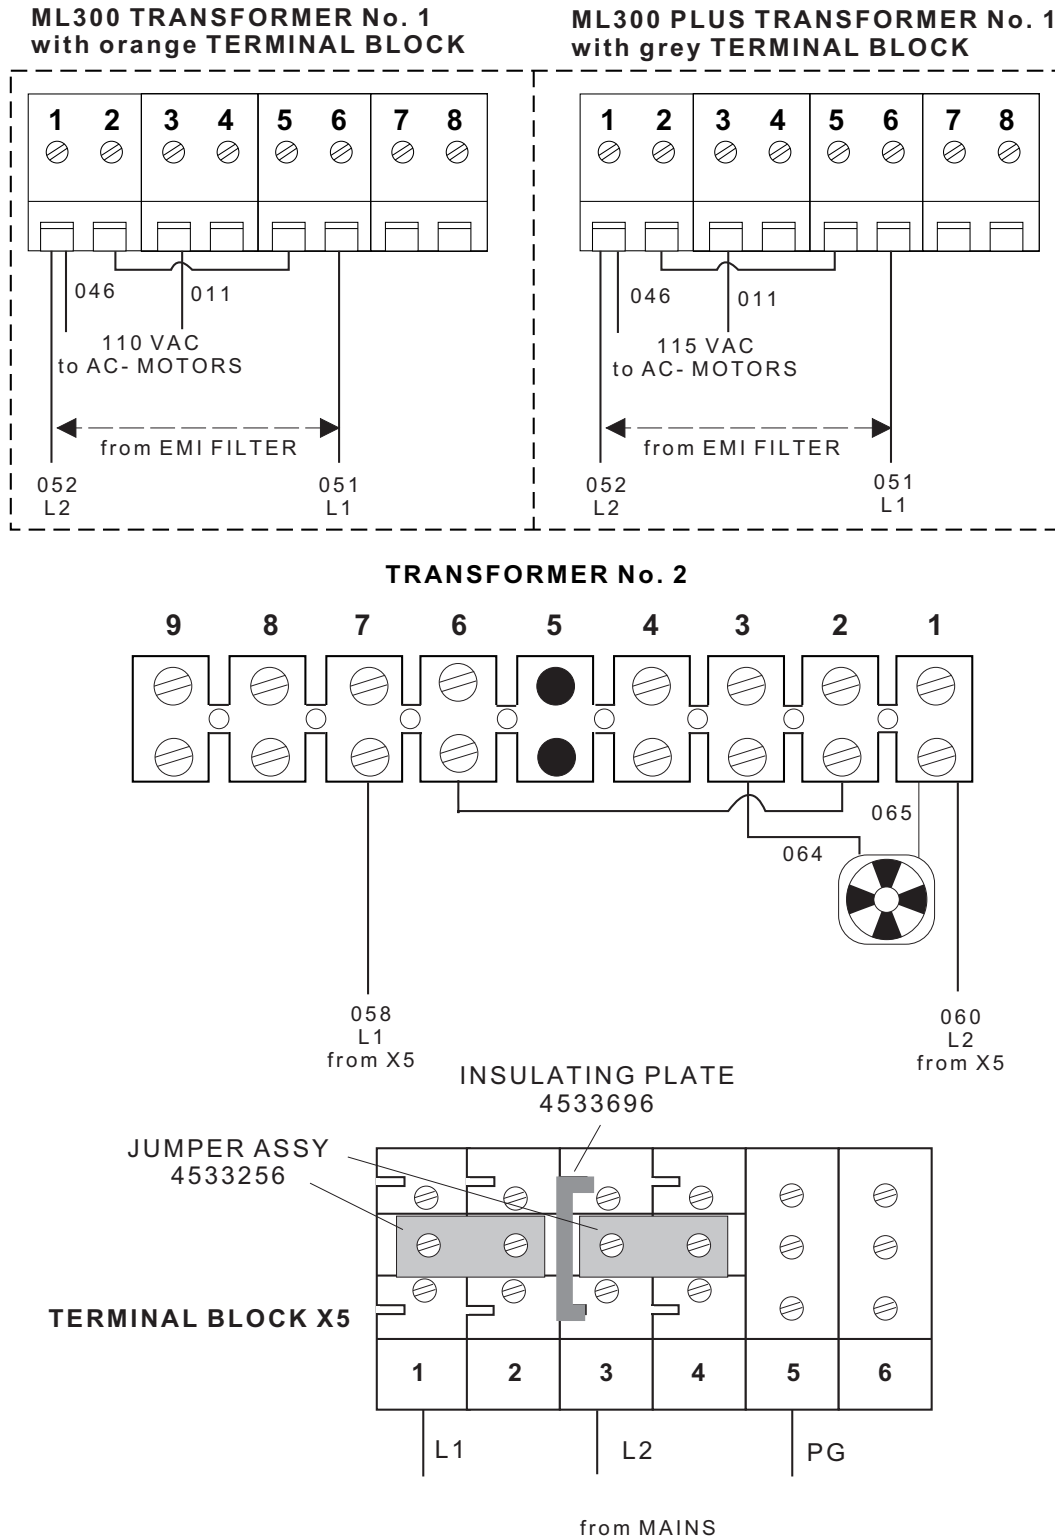 ML300 TRANSFORMER No. 1
with orange TERMINAL BLOCK
1 2 3 4 5 6 7 8
046
011
110 VAC
to AC- MOTORS
from EMI FILTER
052
L2
051
L1
ML300 PLUS TRANSFORMER No. 1
with grey TERMINAL BLOCK
1 2 3 4 5 6 7 8
046
011
115 VAC
to AC- MOTORS
from EMI FILTER
052
L2
051
L1
TRANSFORMER No. 2
9 8 7 6 5 4 3 2 1
065
064
058
L1
from X5
060
L2
from X5
INSULATING PLATE
4533696
JUMPER ASSY
4533256
TERMINAL BLOCK X5
1 2 3 4 5 6
L1 L2 PG
from MAINS